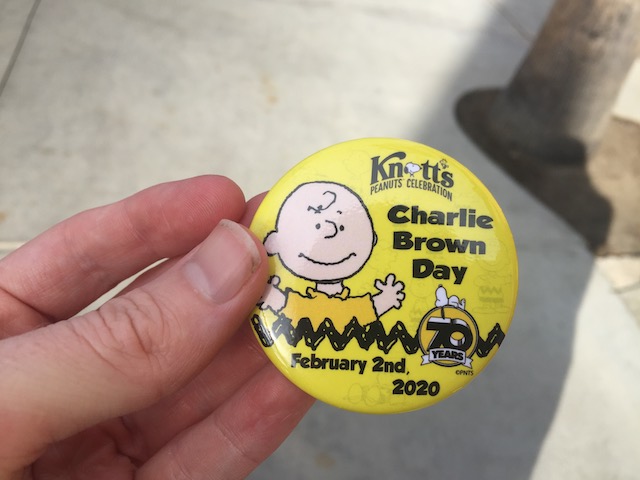 Knott's
PEANUTS CELEBRATION
Charlie
Brown
Day
70
YEARS
©PNTS
February 2nd,
2020